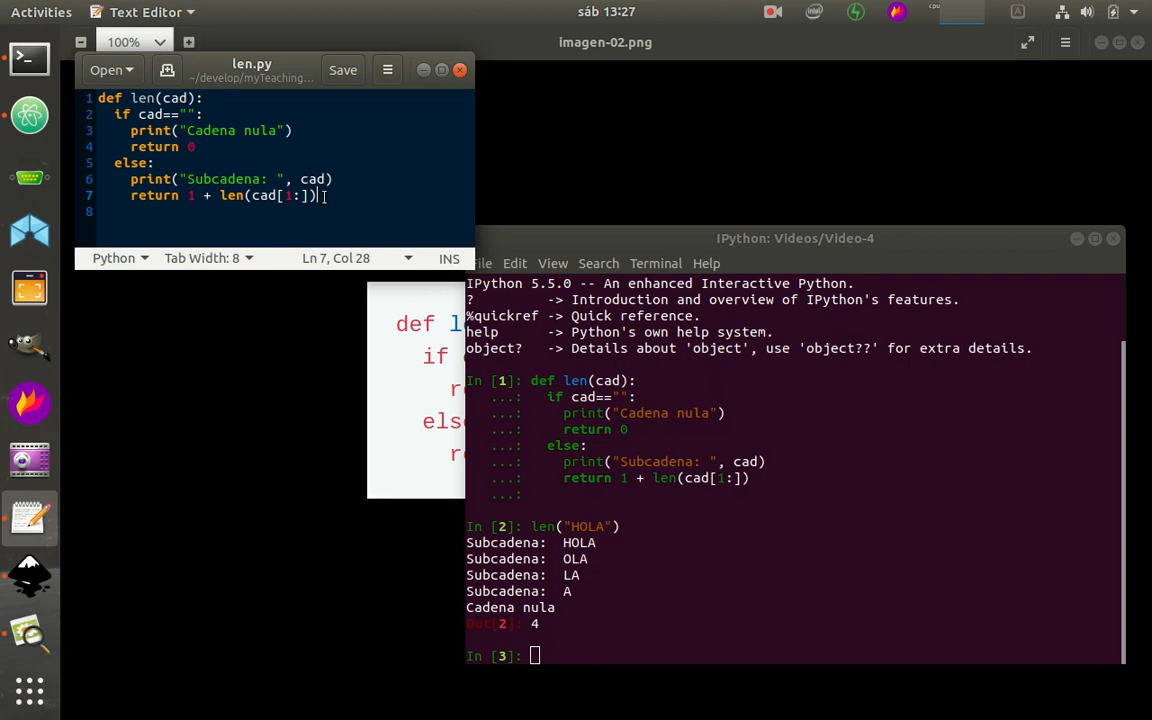 Activities Text Editor sáb 13:27 cpu A
100% imagen-02.png
Open len.py Save
~/develop/myTeaching...
1 def len(cad):
2 if cad=="":
3 print("Cadena nula")
4 return 0
5 else:
6 print("Subcadena: ", cad)
7 return 1 + len(cad[1:])
8
Python Tab Width: 8 Ln 7, Col 28 INS
def l
if
r
else
r
IPython: Videos/Video-4
File Edit View Search Terminal Help
IPython 5.5.0 -- An enhanced Interactive Python.
? -> Introduction and overview of IPython's features.
%quickref -> Quick reference.
help -> Python's own help system.
object? -> Details about 'object', use 'object??' for extra details.
In [1]: def len(cad):
...: if cad=="":
...: print("Cadena nula")
...: return 0
...: else:
...: print("Subcadena: ", cad)
...: return 1 + len(cad[1:])
...:
In [2]: len("HOLA")
Subcadena: HOLA
Subcadena: OLA
Subcadena: LA
Subcadena: A
Cadena nula
Out[2]: 4
In [3]: